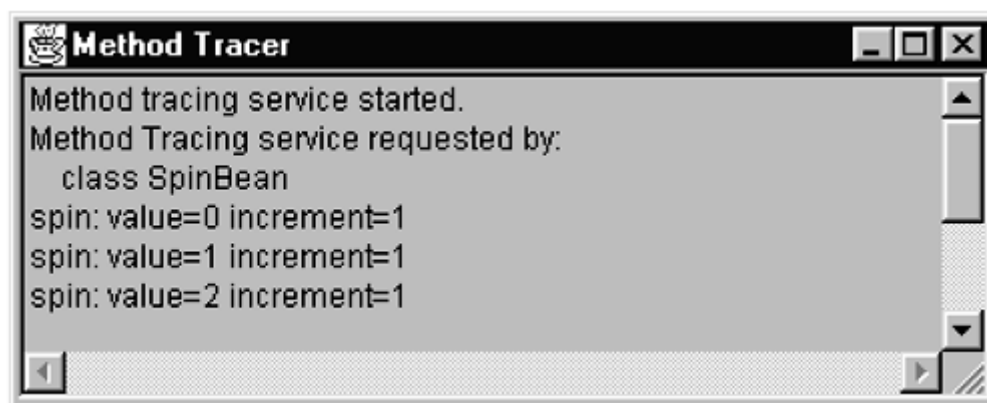 Method Tracer
Method tracing service started.
Method Tracing service requested by:
class SpinBean
spin: value=0 increment=1
spin: value=1 increment=1
spin: value=2 increment=1